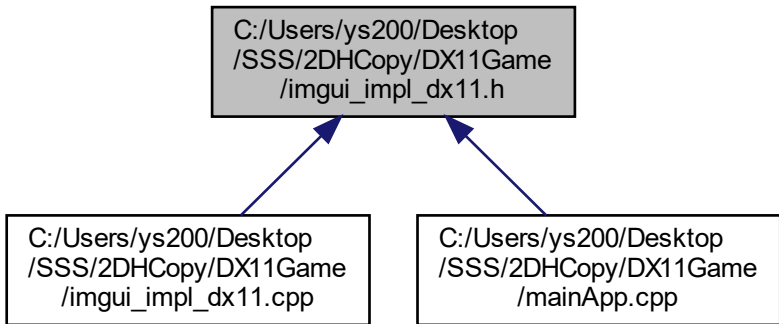 C:/Users/ys200/Desktop
/SSS/2DHCopy/DX11Game
/imgui_impl_dx11.h
C:/Users/ys200/Desktop
/SSS/2DHCopy/DX11Game
/imgui_impl_dx11.cpp
C:/Users/ys200/Desktop
/SSS/2DHCopy/DX11Game
/mainApp.cpp